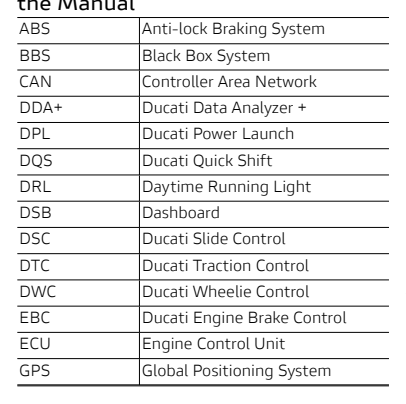 the Manual
ABS Anti-lock Braking System
BBS Black Box System
CAN Controller Area Network
DDA+ Ducati Data Analyzer +
DPL Ducati Power Launch
DQS Ducati Quick Shift
DRL Daytime Running Light
DSB Dashboard
DSC Ducati Slide Control
DTC Ducati Traction Control
DWC Ducati Wheelie Control
EBC Ducati Engine Brake Control
ECU Engine Control Unit
GPS Global Positioning System